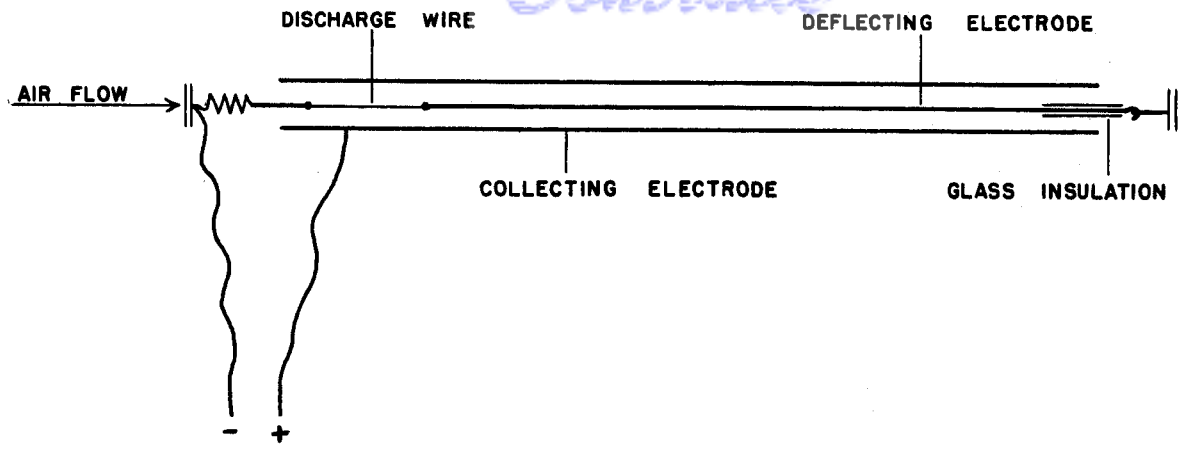 DISCHARGE WIRE
DEFLECTING ELECTRODE
AIR FLOW
COLLECTING ELECTRODE
GLASS INSULATION
- +